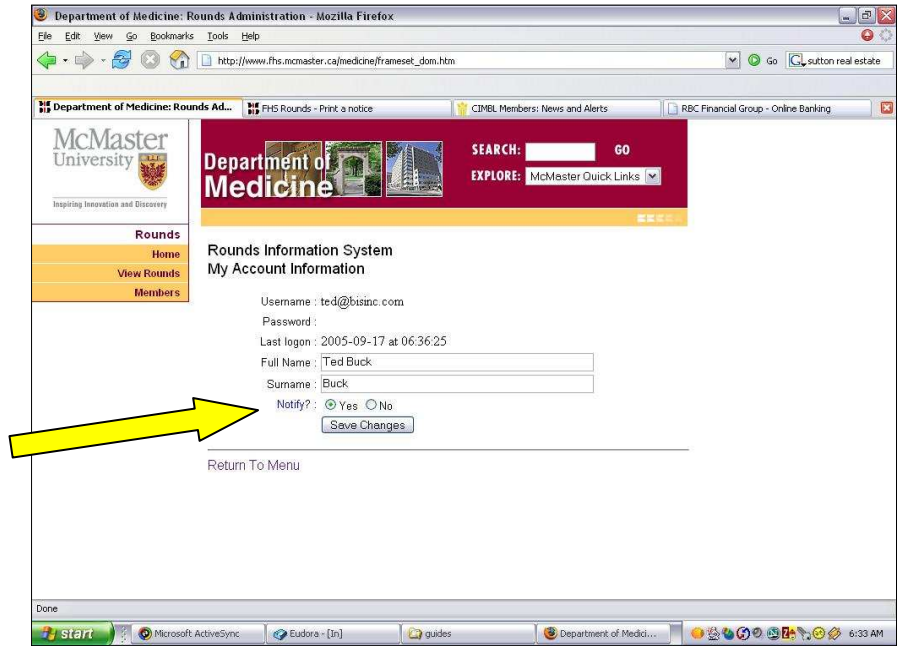 Department of Medicine: Rounds Administration - Mozilla Firefox
File Edit View Go Bookmarks Tools Help
http://www.fhs.mcmaster.ca/medicine/frameset_dom.htm Go sutton real estate
Department of Medicine: Rounds Ad... FHS Rounds - Print a notice CIMBL Members: News and Alerts RBC Financial Group - Online Banking
McMaster
University
Inspiring Innovation and Discovery
Department of
Medicine
SEARCH: GO
EXPLORE: McMaster Quick Links
Rounds
Home
View Rounds
Members
Rounds Information System
My Account Information
Username : ted@bisinc.com
Password :
Last logon : 2005-09-17 at 06:36:25
Full Name : Ted Buck
Surname : Buck
Notify? : Yes No
Save Changes
Return To Menu
Done
start Microsoft ActiveSync Eudora - [In] guides Department of Medici... 6:33 AM